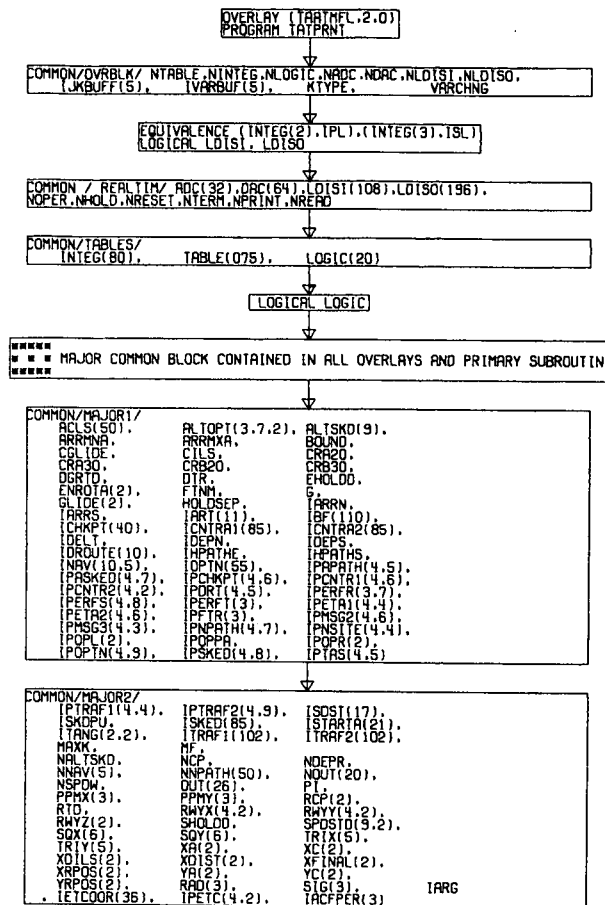 OVERLAY (TAATMFL,2,0)
PROGRAM TATPRNT
COMMON/OVRBLK/ NTABLE,NINTEG,NLOGIC,NADC,NDAC,NLDISI,NLDISO,
IJKBUFF(5), IVARBUF(5), KTYPE, VARCHNG
EQUIVALENCE (INTEG(2),IPL),(INTEG(3),ISL)
LOGICAL LDISI, LDISO
COMMON / REALTIM/ ADC(32),DAC(64),LDISI(108),LDISO(196),
NOPER,NHOLD,NRESET,NTERM,NPRINT,NREAD
COMMON/TABLES/
INTEG(80), TABLE(075), LOGIC(20)
LOGICAL LOGIC
MAJOR COMMON BLOCK CONTAINED IN ALL OVERLAYS AND PRIMARY SUBROUTIN
COMMON/MAJOR1/
ACLS(50), ALTOPT(3,7,2), ALTSKD(9),
ARRMNA, ARRMXA, BOUND,
CGLIDE, CILS, CRA20,
CRA30, CRB20, CRB30,
DGRTD, DTR, EHOLDD,
ENROTA(2), FTNM, G,
GLIDE(2), HOLDSEP, IARRN,
IARRS, IART(11), IBF(110),
ICHKPT(40), ICNTRA1(85), ICNTRA2(85),
IDELT, IDEPN, IDEPS,
IDROUTE(10), IHPATHE, IHPATHS,
INAV(10,5), IOPTN(55), IPAPATH(4,5),
IPASKED(4,7), IPCHKPT(4,6), IPCNTR1(4,6),
IPCNTR2(4,2), IPDRT(4,5), IPERFR(3,7),
IPERFS(4,8), IPERFT(3), IPETA1(4,4),
IPETA2(4,6), IPFTR(3), IPMSG2(4,6),
IPMSG3(4,3), IPNPATH(4,7), IPNSITE(4,4),
IPOPL(2), IPOPPA, IPOPR(2),
IPOPTN(4,9), IPSKED(4,8), IPTAS(4,5)
COMMON/MAJOR2/
IPTRAF1(4,4), IPTRAF2(4,9), ISDST(17),
ISKDPU, ISKED(85), ISTARTA(21),
ITANG(2,2), ITRAF1(102), ITRAF2(102),
MAXK, MF,
NALTSKD, NCP, NDEPR,
NNAV(5), NNPATH(50), NOUT(20),
NSPDW, OUT(26), PI,
PPMX(3), PPMY(3), RCP(2),
RTD, RWYX(4,2), RWYY(4,2),
RWYZ(2), SHOLDD, SPDSTD(9,2),
SQX(6), SQY(6), TRIX(5),
TRIY(5), XA(2), XC(2),
XDILS(2), XDIST(2), XFINAL(2),
XRPOS(2), YA(2), YC(2),
YRPOS(2), RAD(3), SIG(3), IARG
, IETCOOR(36), IPETC(4,2), IACFPER(3)